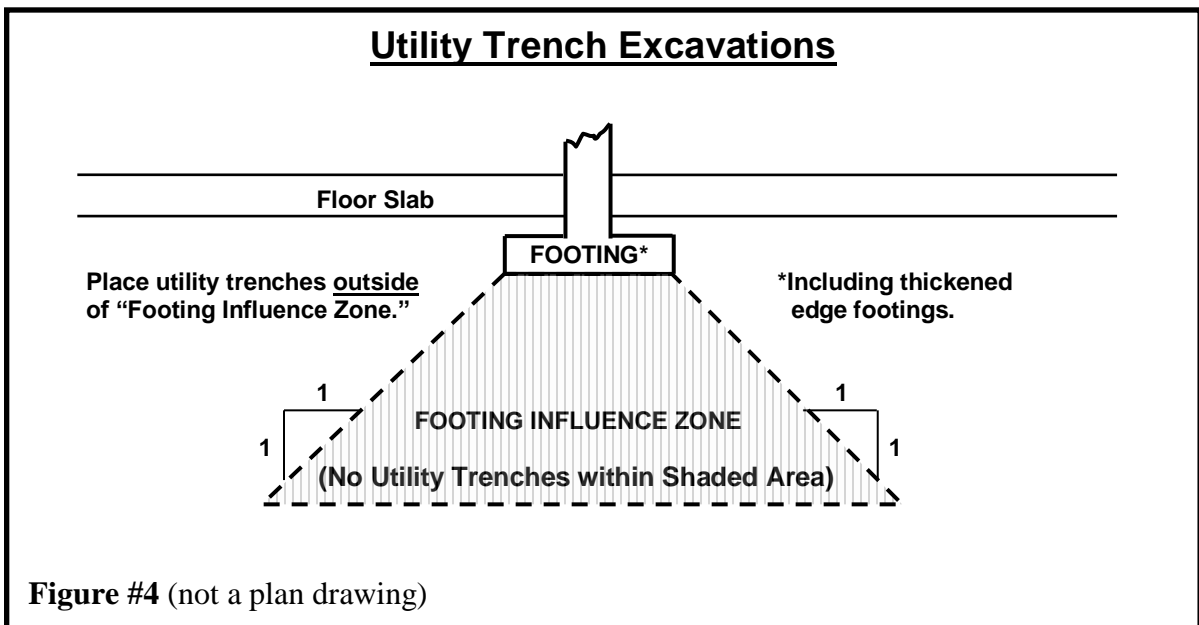 Utility Trench Excavations
Floor Slab
FOOTING*
Place utility trenches outside
of “Footing Influence Zone.”
*Including thickened
edge footings.
1
1
1
1
FOOTING INFLUENCE ZONE
(No Utility Trenches within Shaded Area)
Figure #4 (not a plan drawing)